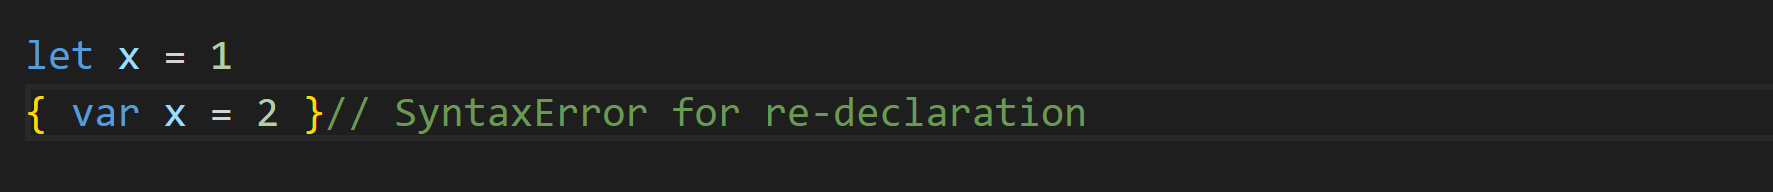 let x = 1
{ var x = 2 }// SyntaxError for re-declaration